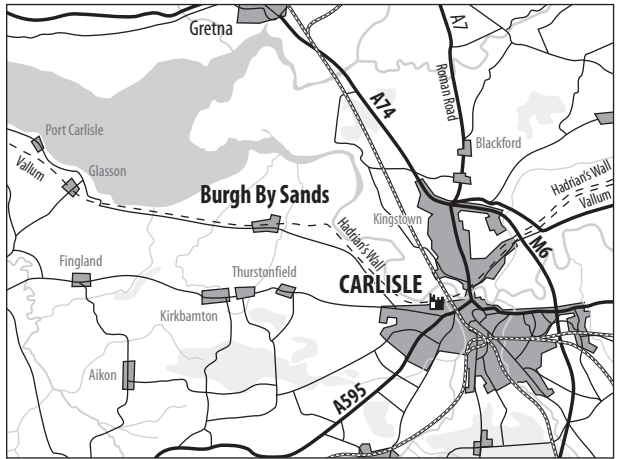 Gretna
A7
A74
Roman Road
Port Carlisle
Blackford
Vallum
Glasson
Hadrian's Wall
Vallum
Burgh By Sands
Kingstown
Hadrian's Wall
M6
Fingland
Thurstonfield
CARLISLE
Kirkbamton
Aikon
A595